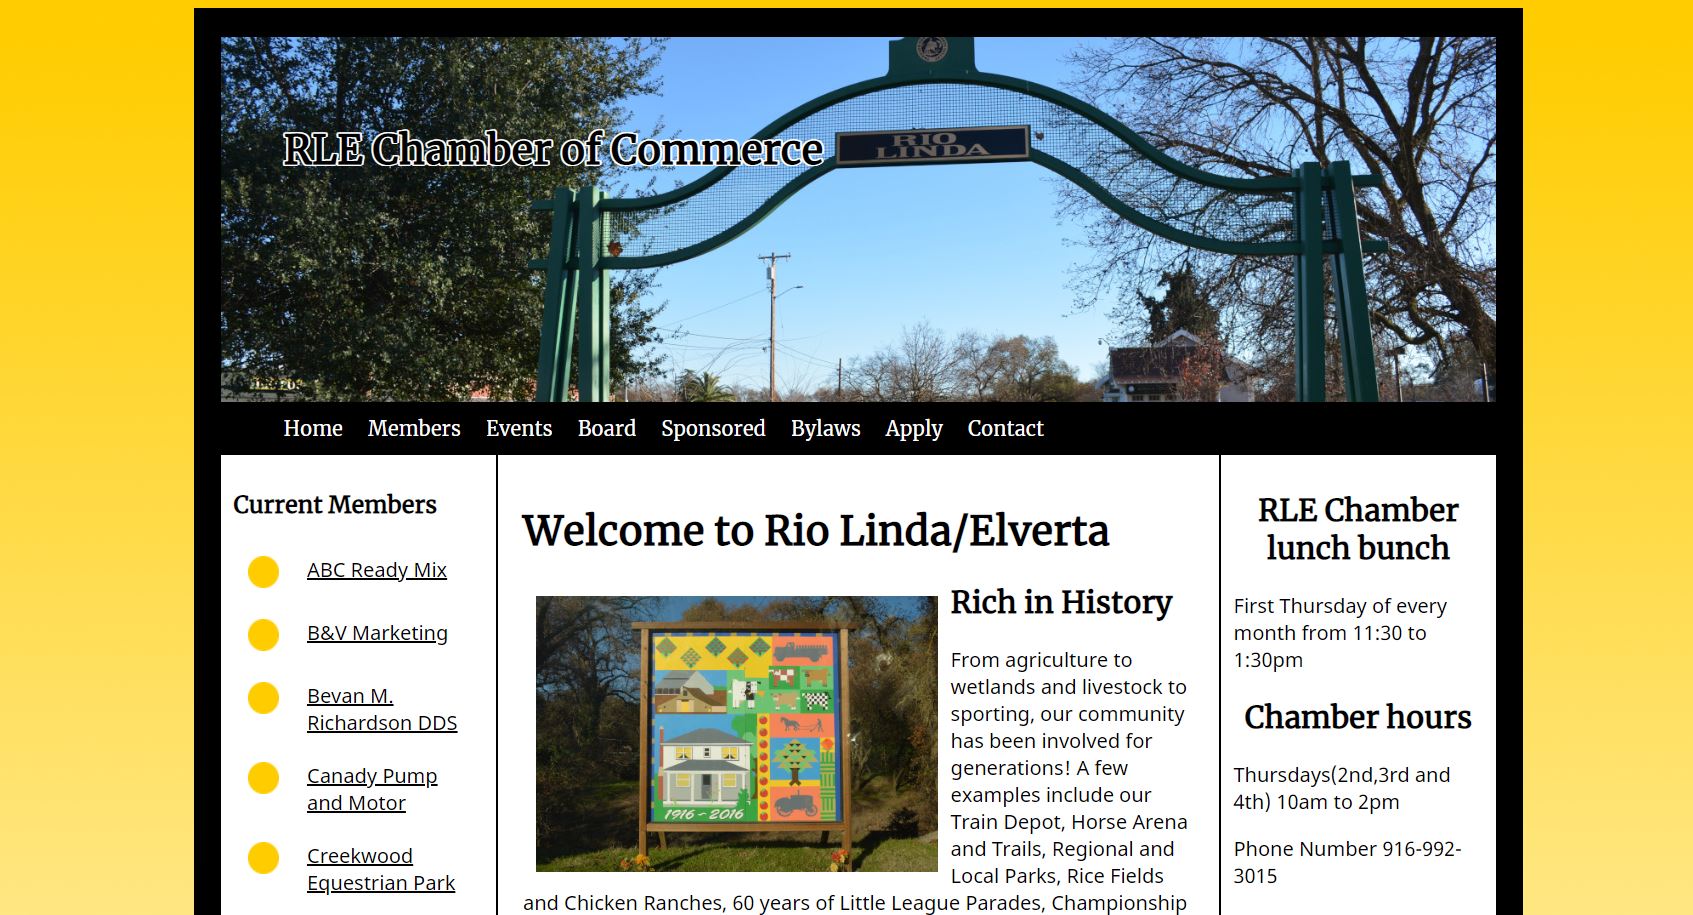 RLE Chamber of Commerce
RIO
LINDA
Home Members Events Board Sponsored Bylaws Apply Contact
Current Members
ABC Ready Mix
B&V Marketing
Bevan M.
Richardson DDS
Canady Pump
and Motor
Creekwood
Equestrian Park
Welcome to Rio Linda/Elverta
1916 ~ 2016
Rich in History
From agriculture to
wetlands and livestock to
sporting, our community
has been involved for
generations! A few
examples include our
Train Depot, Horse Arena
and Trails, Regional and
Local Parks, Rice Fields
and Chicken Ranches, 60 years of Little League Parades, Championship
RLE Chamber
lunch bunch
First Thursday of every
month from 11:30 to
1:30pm
Chamber hours
Thursdays(2nd,3rd and
4th) 10am to 2pm
Phone Number 916-992-
3015